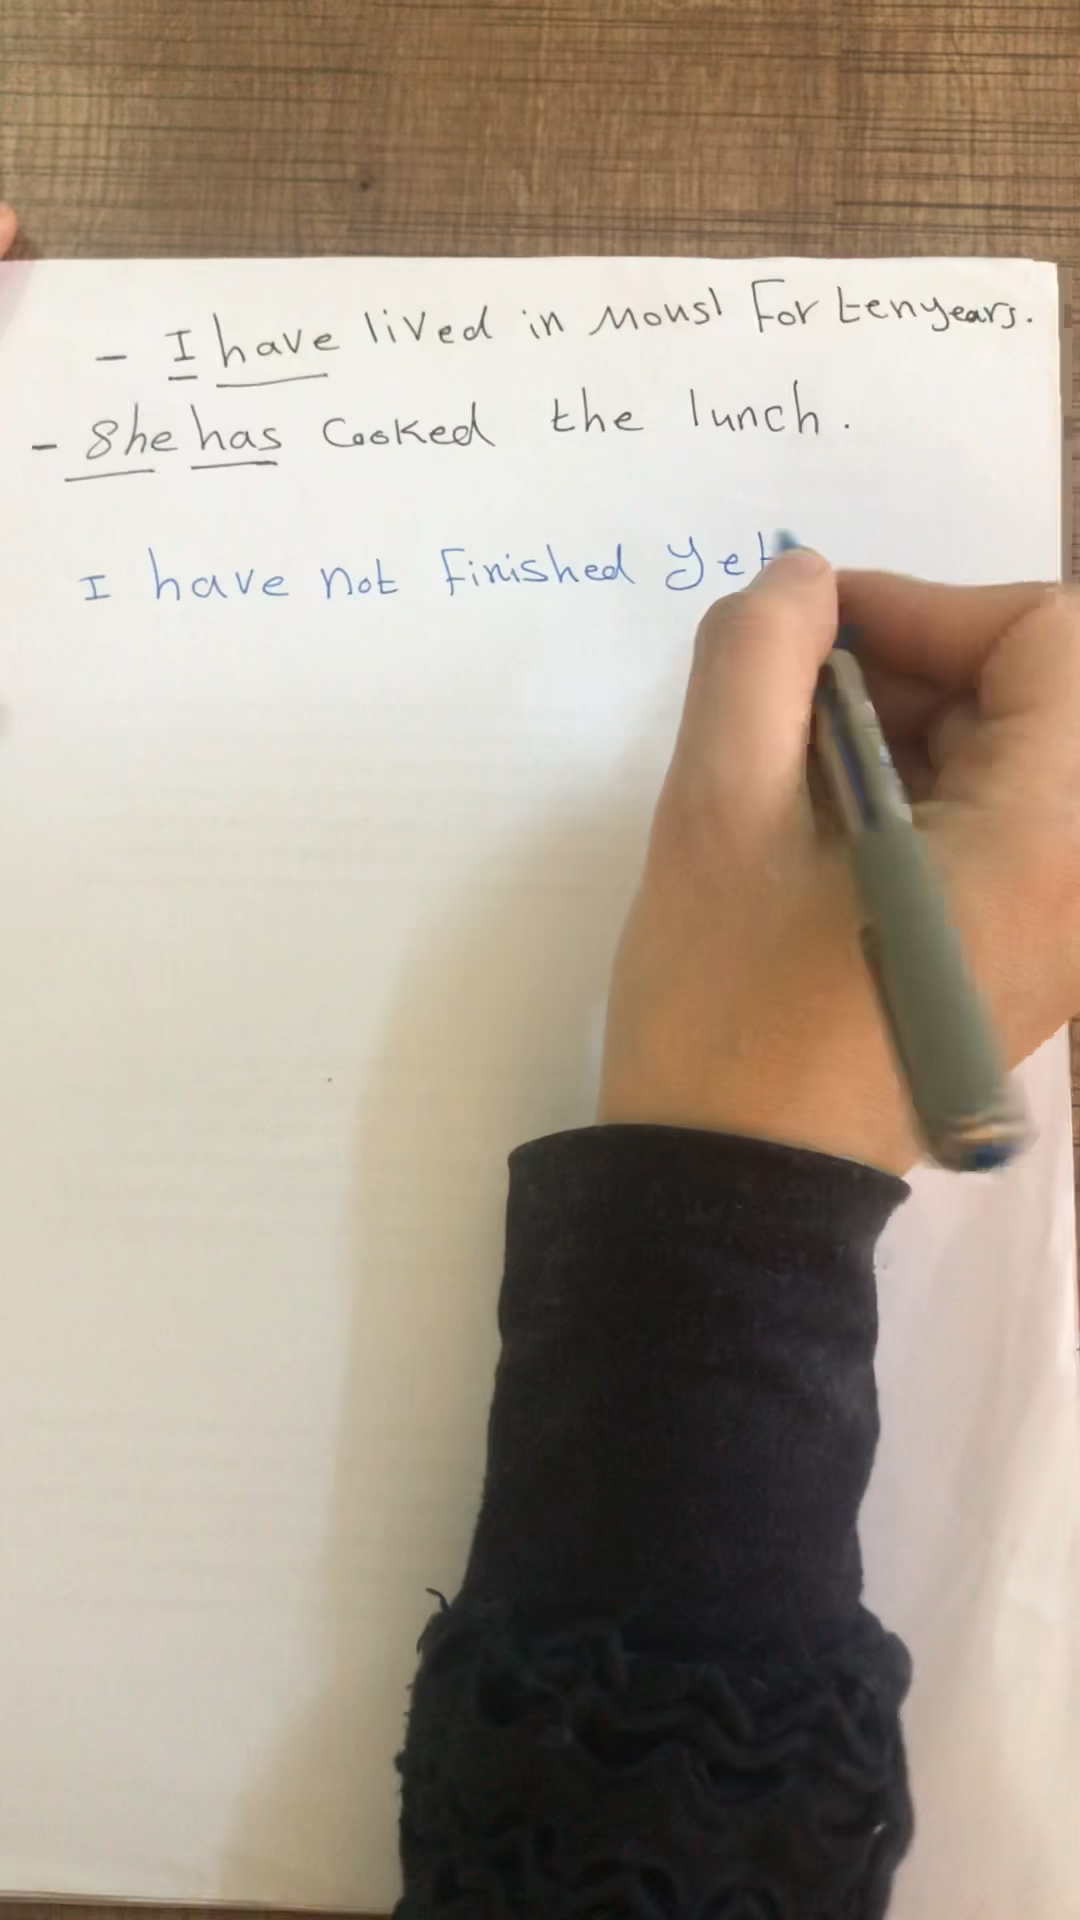 - I have lived in Mousl For ten years.
- She has Cooked the lunch.
I have not Finished Yet